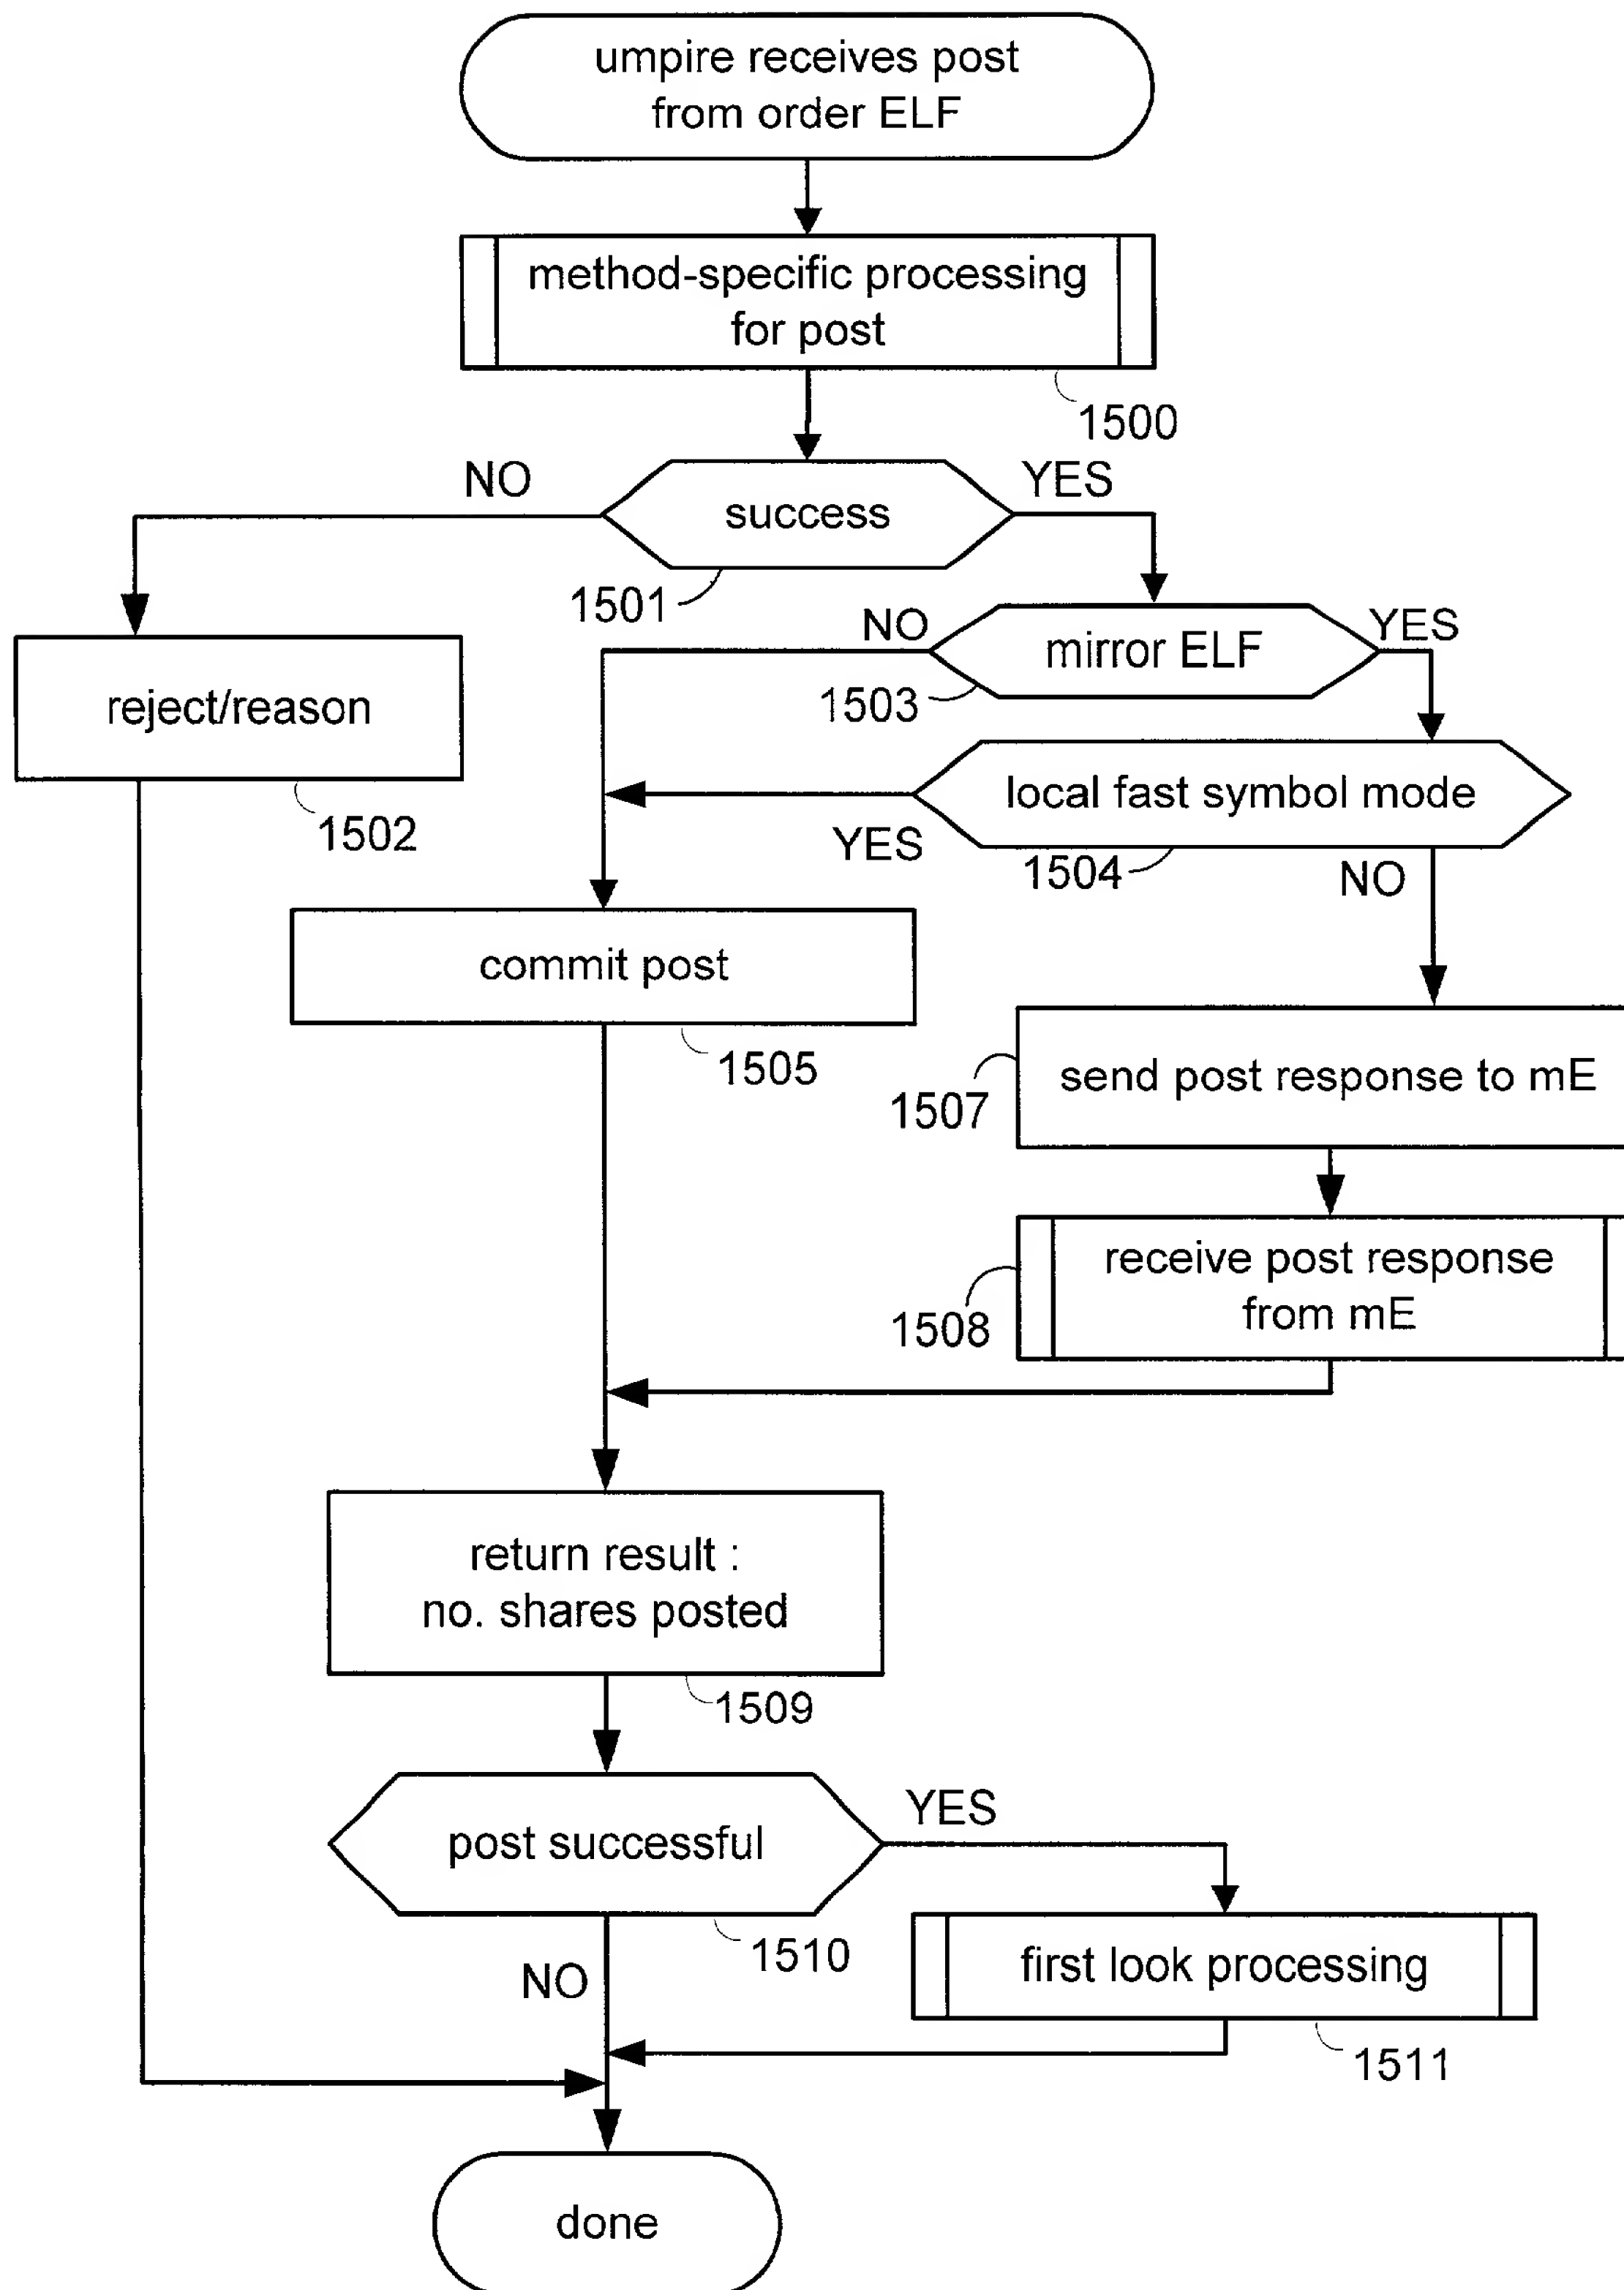 umpire receives post
from order ELF
method-specific processing
for post
1500
NO
YES
success
1501
NO
YES
mirror ELF
1503
reject/reason
1502
local fast symbol mode
YES
1504
NO
commit post
1505
send post response to mE
1507
receive post response
from mE
1508
return result :
no. shares posted
1509
YES
post successful
1510
NO
first look processing
1511
done